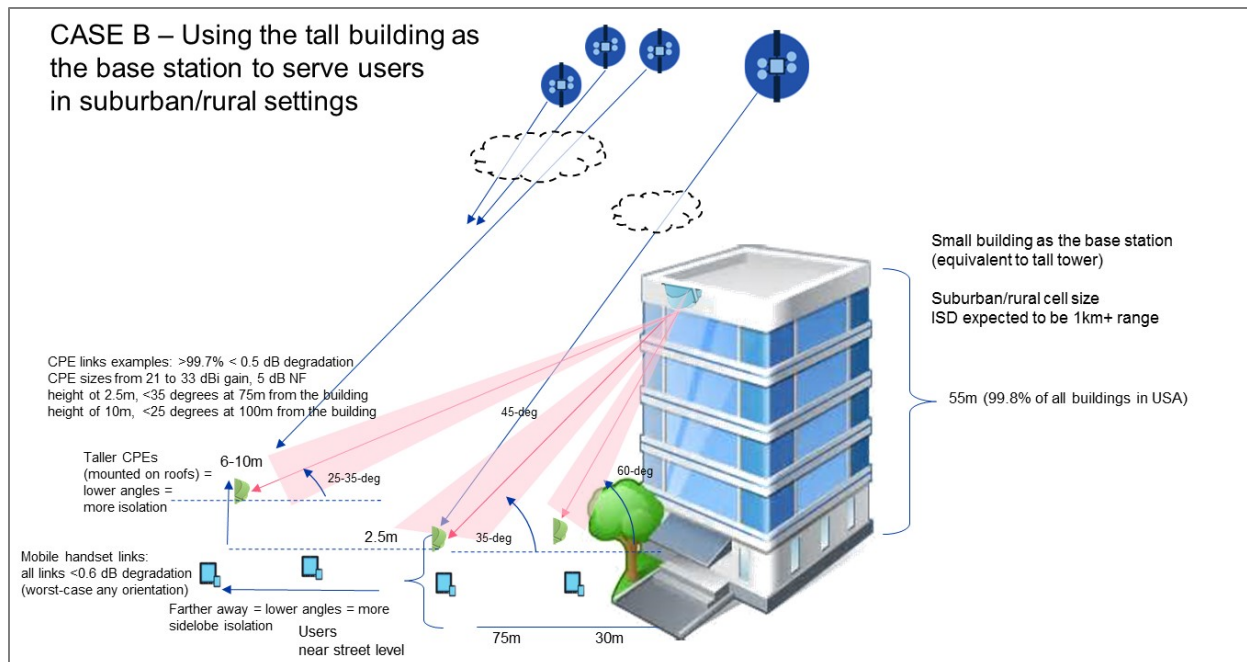 CASE B – Using the tall building as
the base station to serve users
in suburban/rural settings
Small building as the base station
(equivalent to tall tower)
Suburban/rural cell size
ISD expected to be 1km+ range
CPE links examples: >99.7% < 0.5 dB degradation
CPE sizes from 21 to 33 dBi gain, 5 dB NF
height ot 2.5m, <35 degrees at 75m from the building
height of 10m, <25 degrees at 100m from the building
55m (99.8% of all buildings in USA)
45-deg
Taller CPEs
(mounted on roofs) =
lower angles =
more isolation
6-10m
25-35-deg
60-deg
2.5m
35-deg
Mobile handset links:
all links <0.6 dB degradation
(worst-case any orientation)
Farther away = lower angles = more
sidelobe isolation
Users
near street level
75m
30m